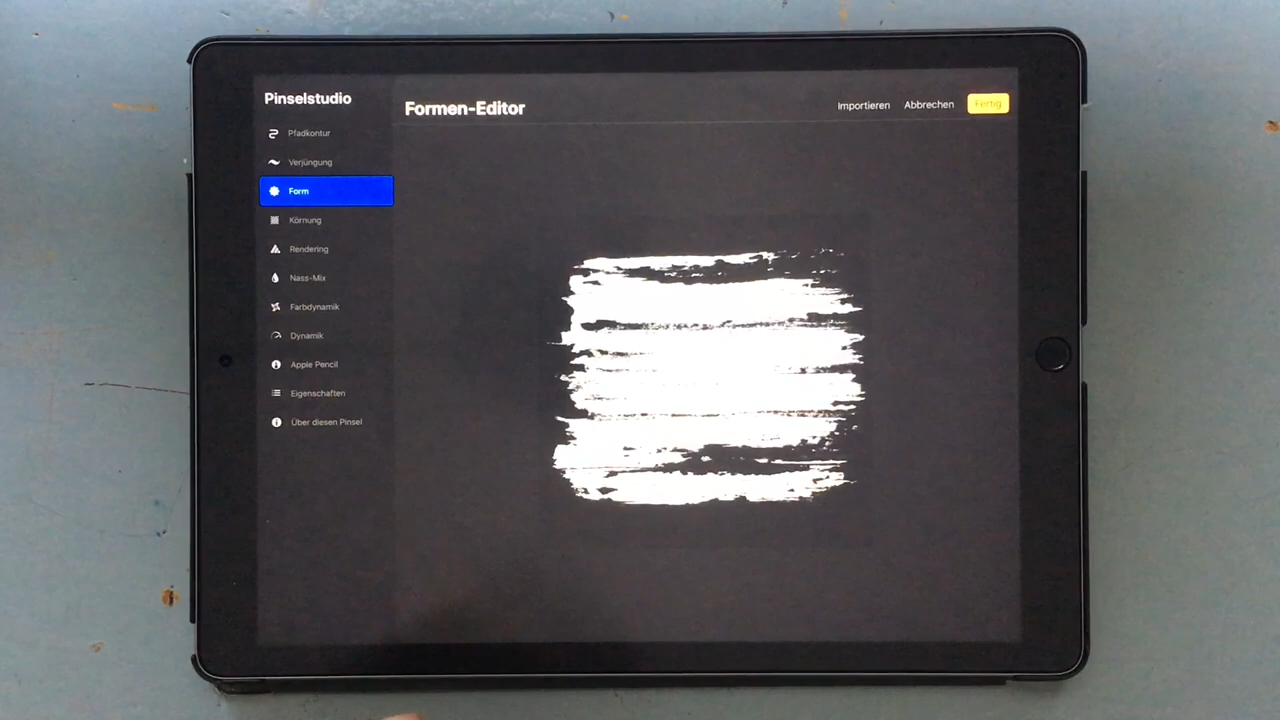 Pinselstudio
Pfadkontur
Verjüngung
Form
Körnung
Rendering
Nass-Mix
Farbdynamik
Dynamik
Apple Pencil
Eigenschaften
Über diesen Pinsel
Formen-Editor
Importieren
Abbrechen
Fertig